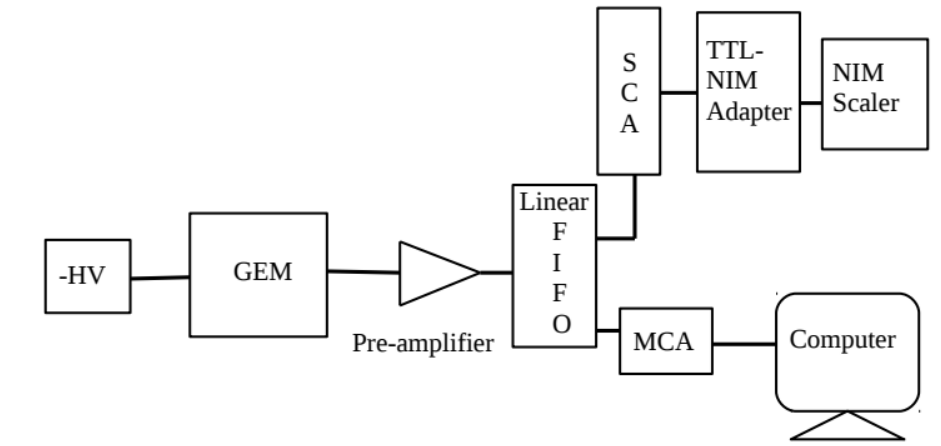 -HV
GEM
Pre-amplifier
Linear
F
I
F
O
S
C
A
TTL-
NIM
Adapter
NIM
Scaler
MCA
Computer